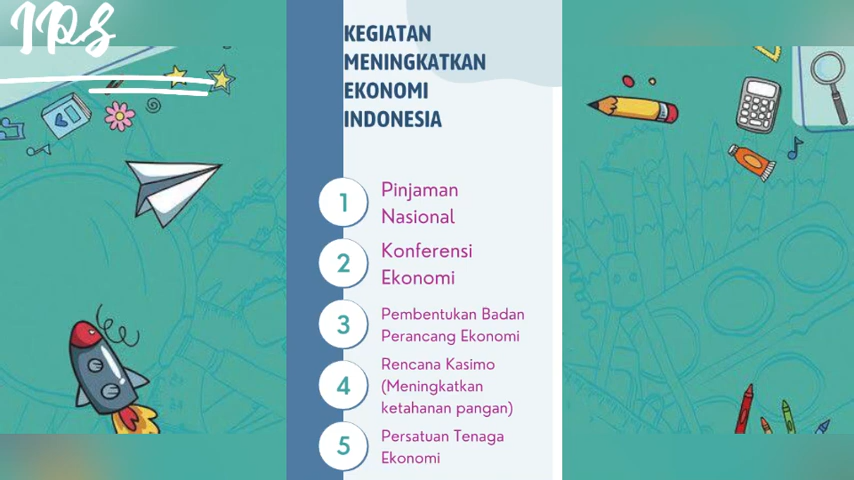 IPS
KEGIATAN
MENINGKATKAN
EKONOMI
INDONESIA
1
Pinjaman
Nasional
2
Konferensi
Ekonomi
3
Pembentukan Badan
Perancang Ekonomi
4
Rencana Kasimo
(Meningkatkan
ketahanan pangan)
5
Persatuan Tenaga
Ekonomi